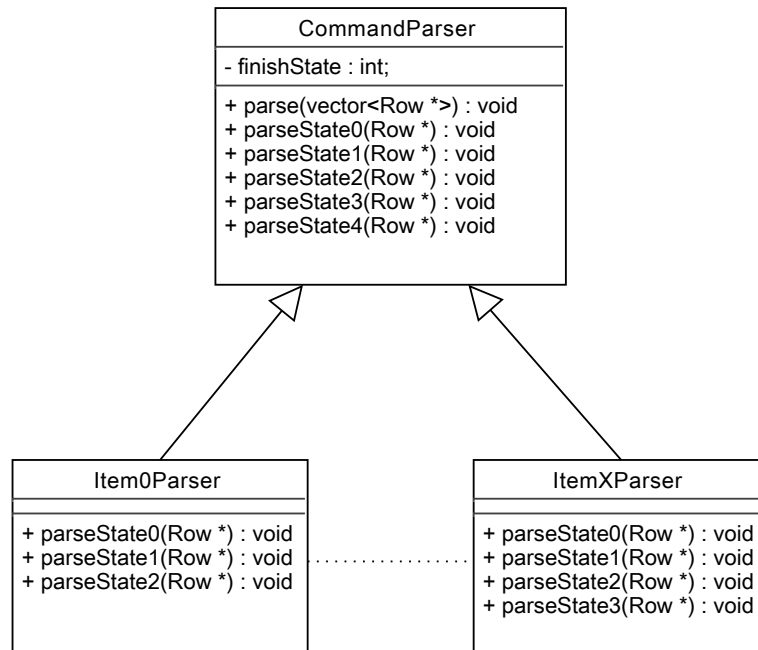 CommandParser
- finishState : int;
+ parse(vector<Row *>) : void
+ parseState0(Row *) : void
+ parseState1(Row *) : void
+ parseState2(Row *) : void
+ parseState3(Row *) : void
+ parseState4(Row *) : void
Item0Parser
+ parseState0(Row *) : void
+ parseState1(Row *) : void
+ parseState2(Row *) : void
ItemXParser
+ parseState0(Row *) : void
+ parseState1(Row *) : void
+ parseState2(Row *) : void
+ parseState3(Row *) : void